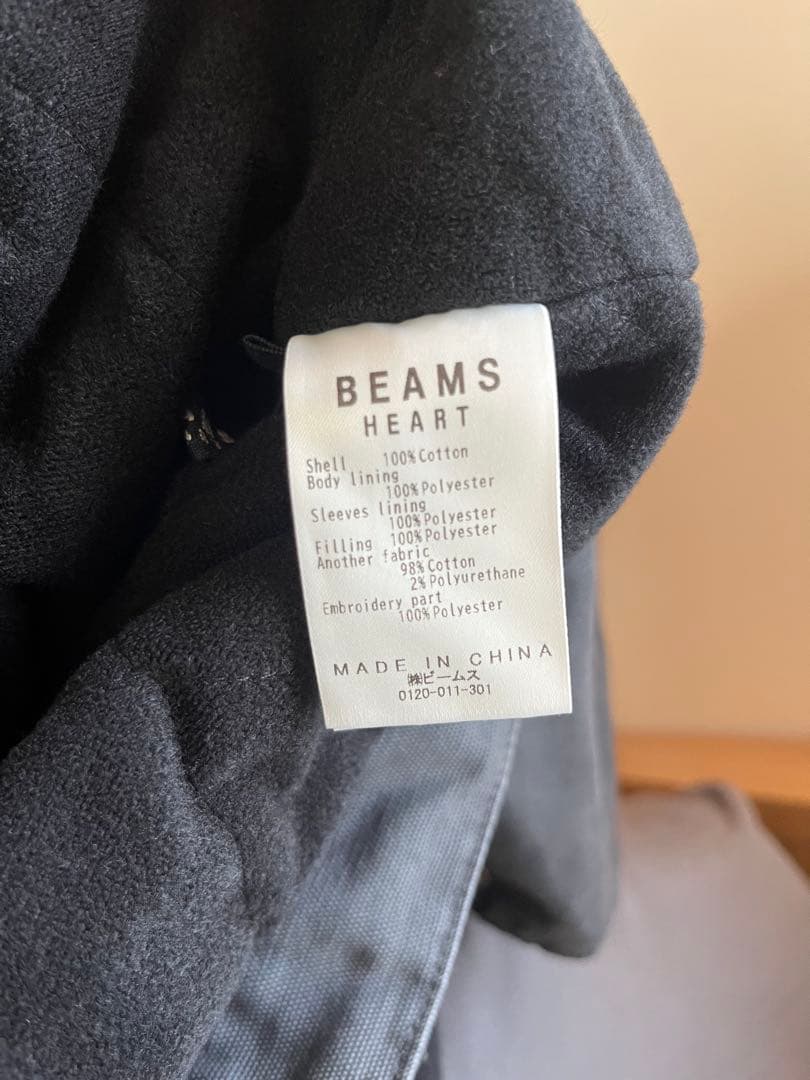 BEAMS
HEART
Shell 100%Cotton
Body lining
100%Polyester
Sleeves lining
100%Polyester
Filling 100%Polyester
Another fabric
98%Cotton
2%Polyurethane
Embroidery part
100%Polyester
MADE IN CHINA
㈱ビームス
0120-011-301